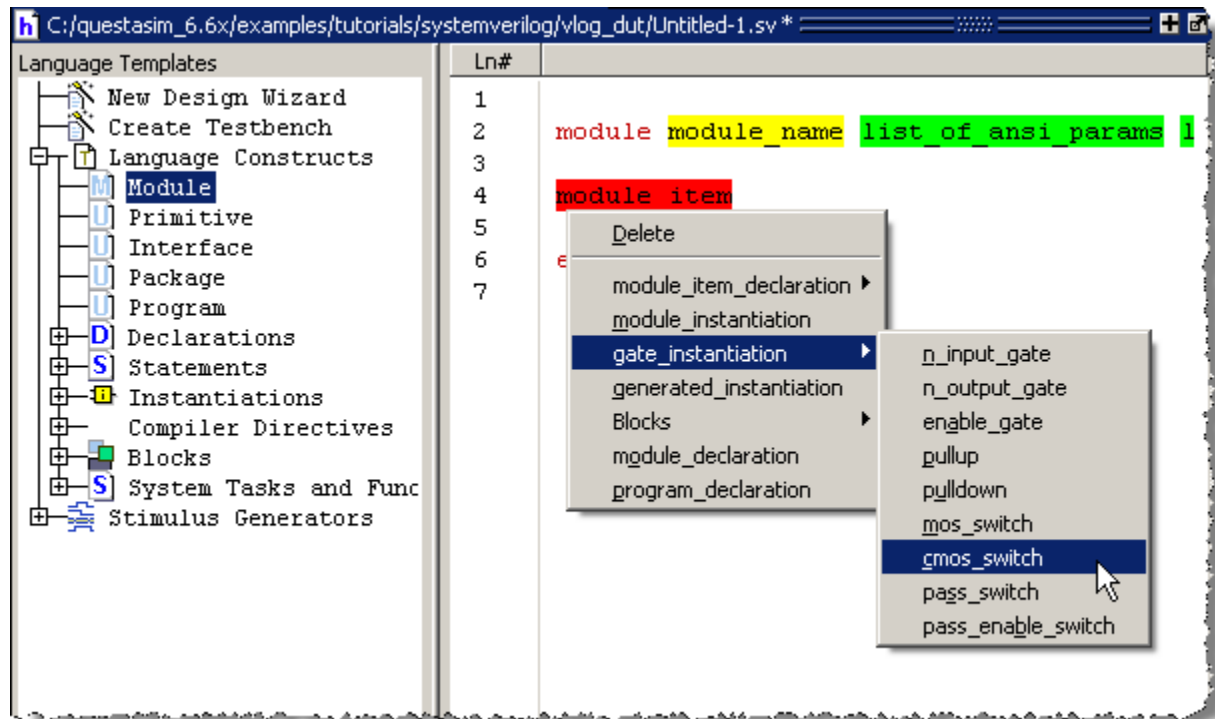 h C:/questasim_6.6x/examples/tutorials/systemverilog/vlog_dut/Untitled-1.sv *
Language Templates
New Design Wizard
Create Testbench
T Language Constructs
M Module
U Primitive
U Interface
U Package
U Program
D Declarations
S Statements
Instantiations
Compiler Directives
Blocks
S System Tasks and Func
Stimulus Generators
Ln#
1
2 module module_name list_of_ansi_params l
3
4 module_item
5
6 e
7
Delete
module_item_declaration
module_instantiation
gate_instantiation
generated_instantiation
Blocks
module_declaration
program_declaration
n_input_gate
n_output_gate
enable_gate
pullup
pulldown
mos_switch
cmos_switch
pass_switch
pass_enable_switch